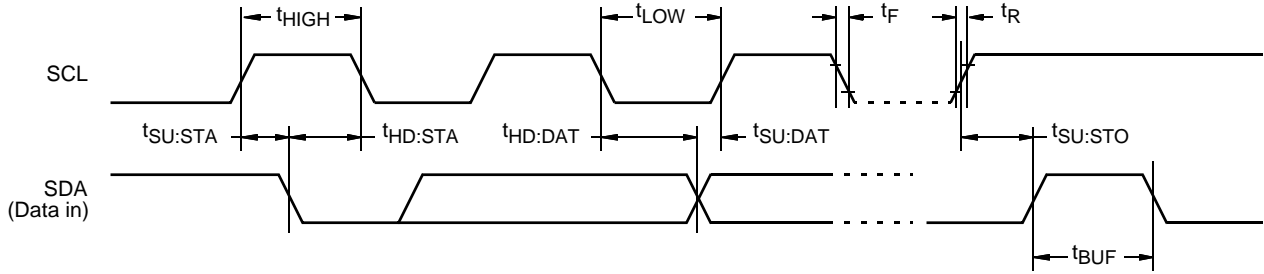 tHIGH
tLOW
tF
tR
SCL
tSU:STA
tHD:STA
tHD:DAT
tSU:DAT
tSU:STO
SDA
(Data in)
tBUF